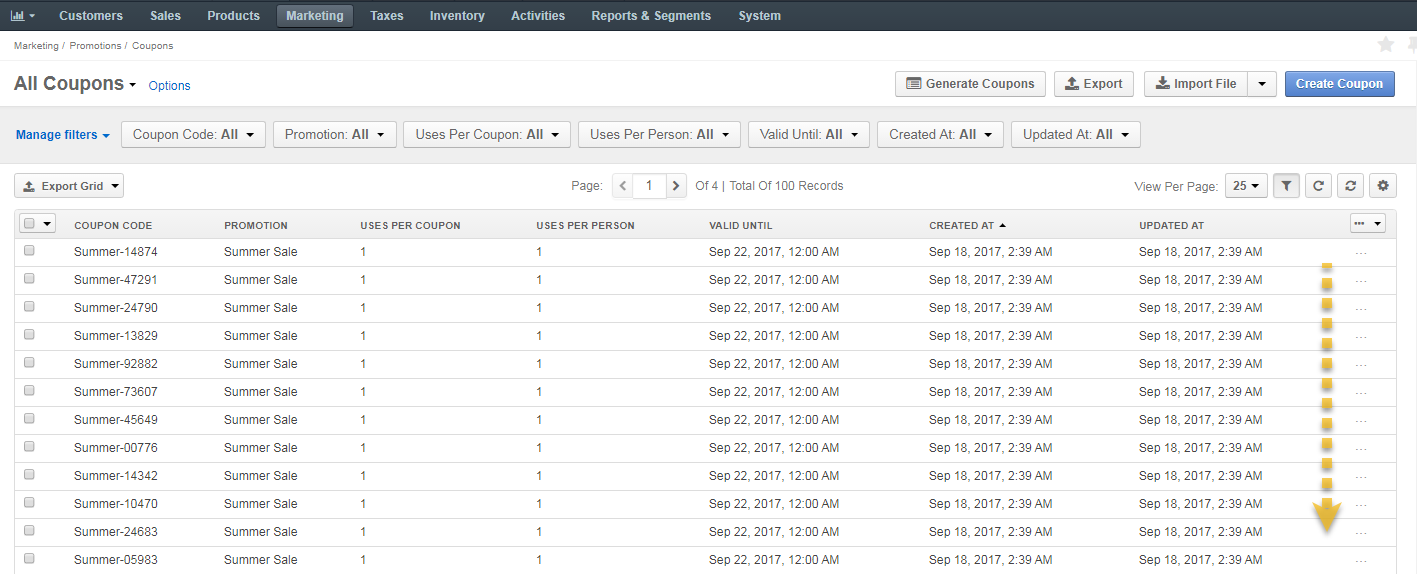 Customers Sales Products Marketing Taxes Inventory Activities Reports & Segments System
Marketing / Promotions / Coupons
All Coupons Options Generate Coupons Export Import File Create Coupon
Manage filters Coupon Code: All Promotion: All Uses Per Coupon: All Uses Per Person: All Valid Until: All Created At: All Updated At: All
Export Grid Page: 1 Of 4 | Total Of 100 Records View Per Page: 25
COUPON CODE PROMOTION USES PER COUPON USES PER PERSON VALID UNTIL CREATED AT UPDATED AT ...
Summer-14874 Summer Sale 1 1 Sep 22, 2017, 12:00 AM Sep 18, 2017, 2:39 AM Sep 18, 2017, 2:39 AM ...
Summer-47291 Summer Sale 1 1 Sep 22, 2017, 12:00 AM Sep 18, 2017, 2:39 AM Sep 18, 2017, 2:39 AM ...
Summer-24790 Summer Sale 1 1 Sep 22, 2017, 12:00 AM Sep 18, 2017, 2:39 AM Sep 18, 2017, 2:39 AM ...
Summer-13829 Summer Sale 1 1 Sep 22, 2017, 12:00 AM Sep 18, 2017, 2:39 AM Sep 18, 2017, 2:39 AM ...
Summer-92882 Summer Sale 1 1 Sep 22, 2017, 12:00 AM Sep 18, 2017, 2:39 AM Sep 18, 2017, 2:39 AM ...
Summer-73607 Summer Sale 1 1 Sep 22, 2017, 12:00 AM Sep 18, 2017, 2:39 AM Sep 18, 2017, 2:39 AM ...
Summer-45649 Summer Sale 1 1 Sep 22, 2017, 12:00 AM Sep 18, 2017, 2:39 AM Sep 18, 2017, 2:39 AM ...
Summer-00776 Summer Sale 1 1 Sep 22, 2017, 12:00 AM Sep 18, 2017, 2:39 AM Sep 18, 2017, 2:39 AM ...
Summer-14342 Summer Sale 1 1 Sep 22, 2017, 12:00 AM Sep 18, 2017, 2:39 AM Sep 18, 2017, 2:39 AM ...
Summer-10470 Summer Sale 1 1 Sep 22, 2017, 12:00 AM Sep 18, 2017, 2:39 AM Sep 18, 2017, 2:39 AM ...
Summer-24683 Summer Sale 1 1 Sep 22, 2017, 12:00 AM Sep 18, 2017, 2:39 AM Sep 18, 2017, 2:39 AM ...
Summer-05983 Summer Sale 1 1 Sep 22, 2017, 12:00 AM Sep 18, 2017, 2:39 AM Sep 18, 2017, 2:39 AM ...